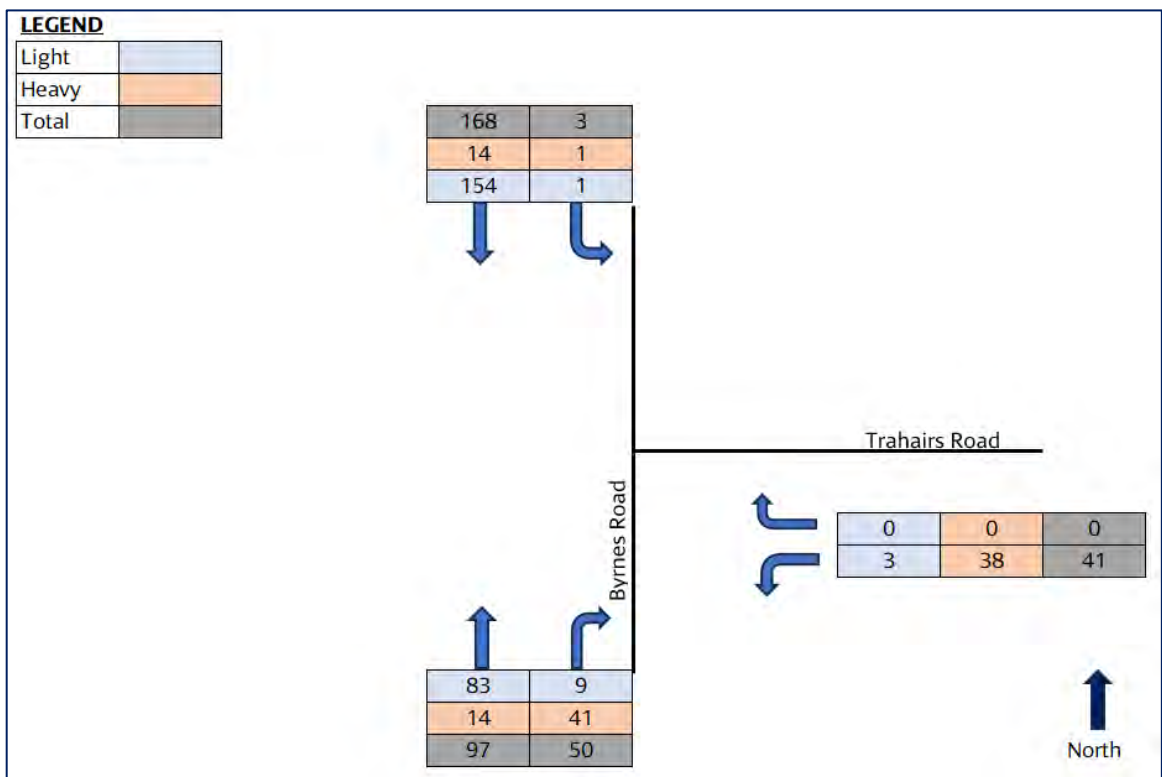 LEGEND
Light
Heavy
Total
168 3
14 1
154 1
Trahairs Road
Byrnes Road
0 0 0
3 38 41
83 9
14 41
97 50
North